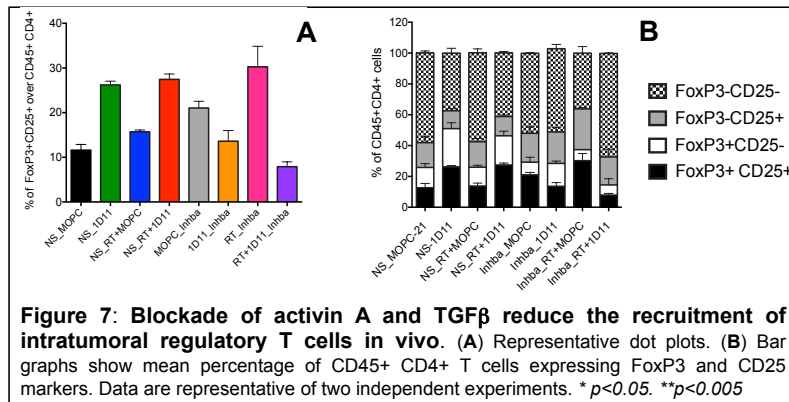 A
% of FoxP3+CD25+ over CD45+ CD4+
40
30
20
10
0
NS_MOPC
NS_1D11
NS_RT+MOPC
NS_RT+1D11
MOPC_Inhba
1D11_Inhba
RT_Inhba
RT+1D11_Inhba
B
% of CD45+CD4+ cells
120
100
80
60
40
20
0
NS_MOPC-21
NS-1D11
NS_RT+MOPC
NS_RT+1D11
Inhba_MOPC
Inhba_1D11
Inhba_RT+MOPC
Inhba_RT+1D11
FoxP3-CD25-
FoxP3-CD25+
FoxP3+CD25-
FoxP3+ CD25+
Figure 7: Blockade of activin A and TGFβ reduce the recruitment of
intratumoral regulatory T cells in vivo. (A) Representative dot plots. (B) Bar
graphs show mean percentage of CD45+ CD4+ T cells expressing FoxP3 and CD25
markers. Data are representative of two independent experiments. * p<0.05. **p<0.005